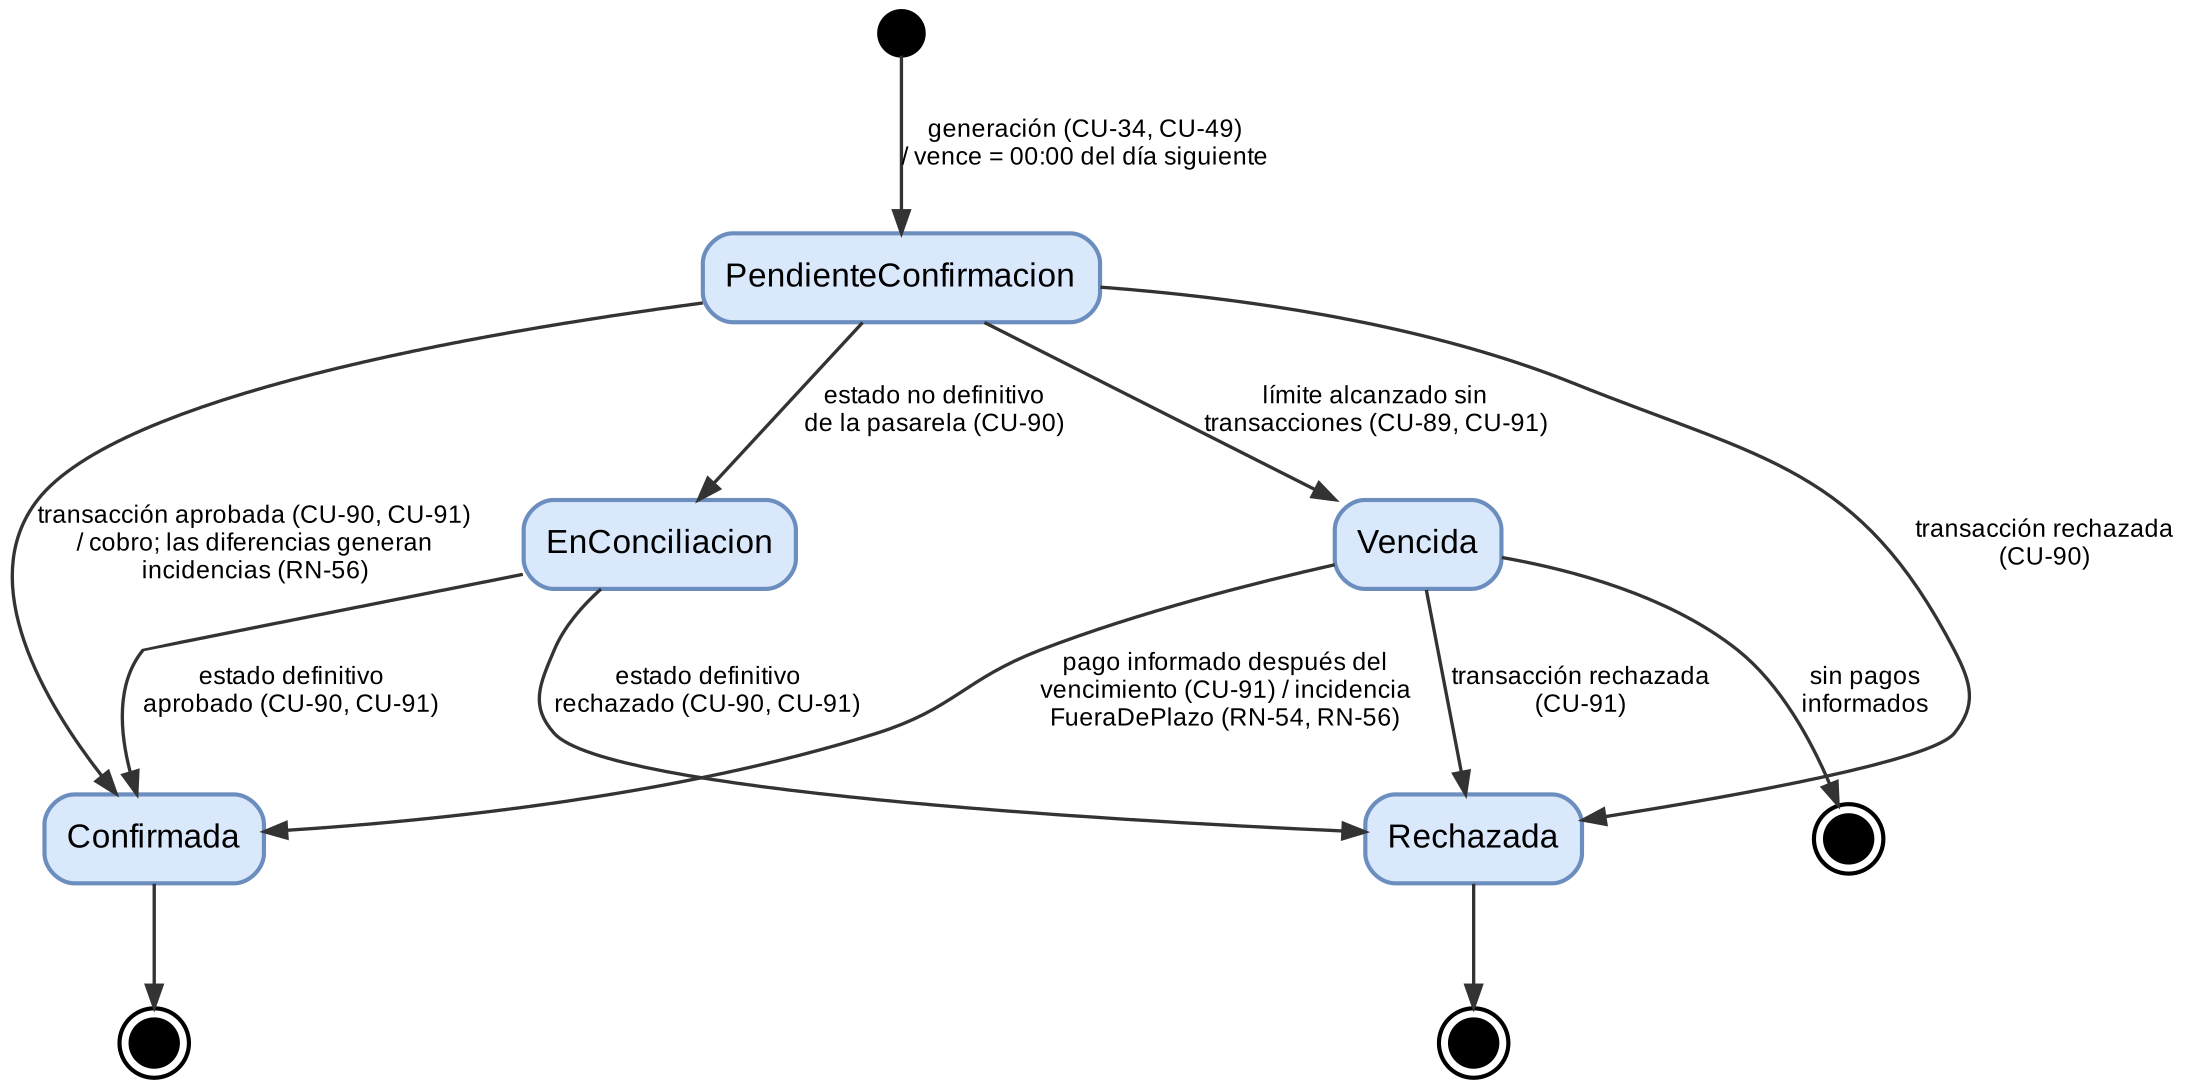 generación (CU-34, CU-49)
/ vence = 00:00 del día siguiente
PendienteConfirmacion
estado no definitivo
de la pasarela (CU-90)
límite alcanzado sin
transacciones (CU-89, CU-91)
transacción aprobada (CU-90, CU-91)
/ cobro; las diferencias generan
incidencias (RN-56)
EnConciliacion
Vencida
transacción rechazada
(CU-90)
estado definitivo
aprobado (CU-90, CU-91)
estado definitivo
rechazado (CU-90, CU-91)
pago informado después del
vencimiento (CU-91) / incidencia
FueraDePlazo (RN-54, RN-56)
transacción rechazada
(CU-91)
sin pagos
informados
Confirmada
Rechazada